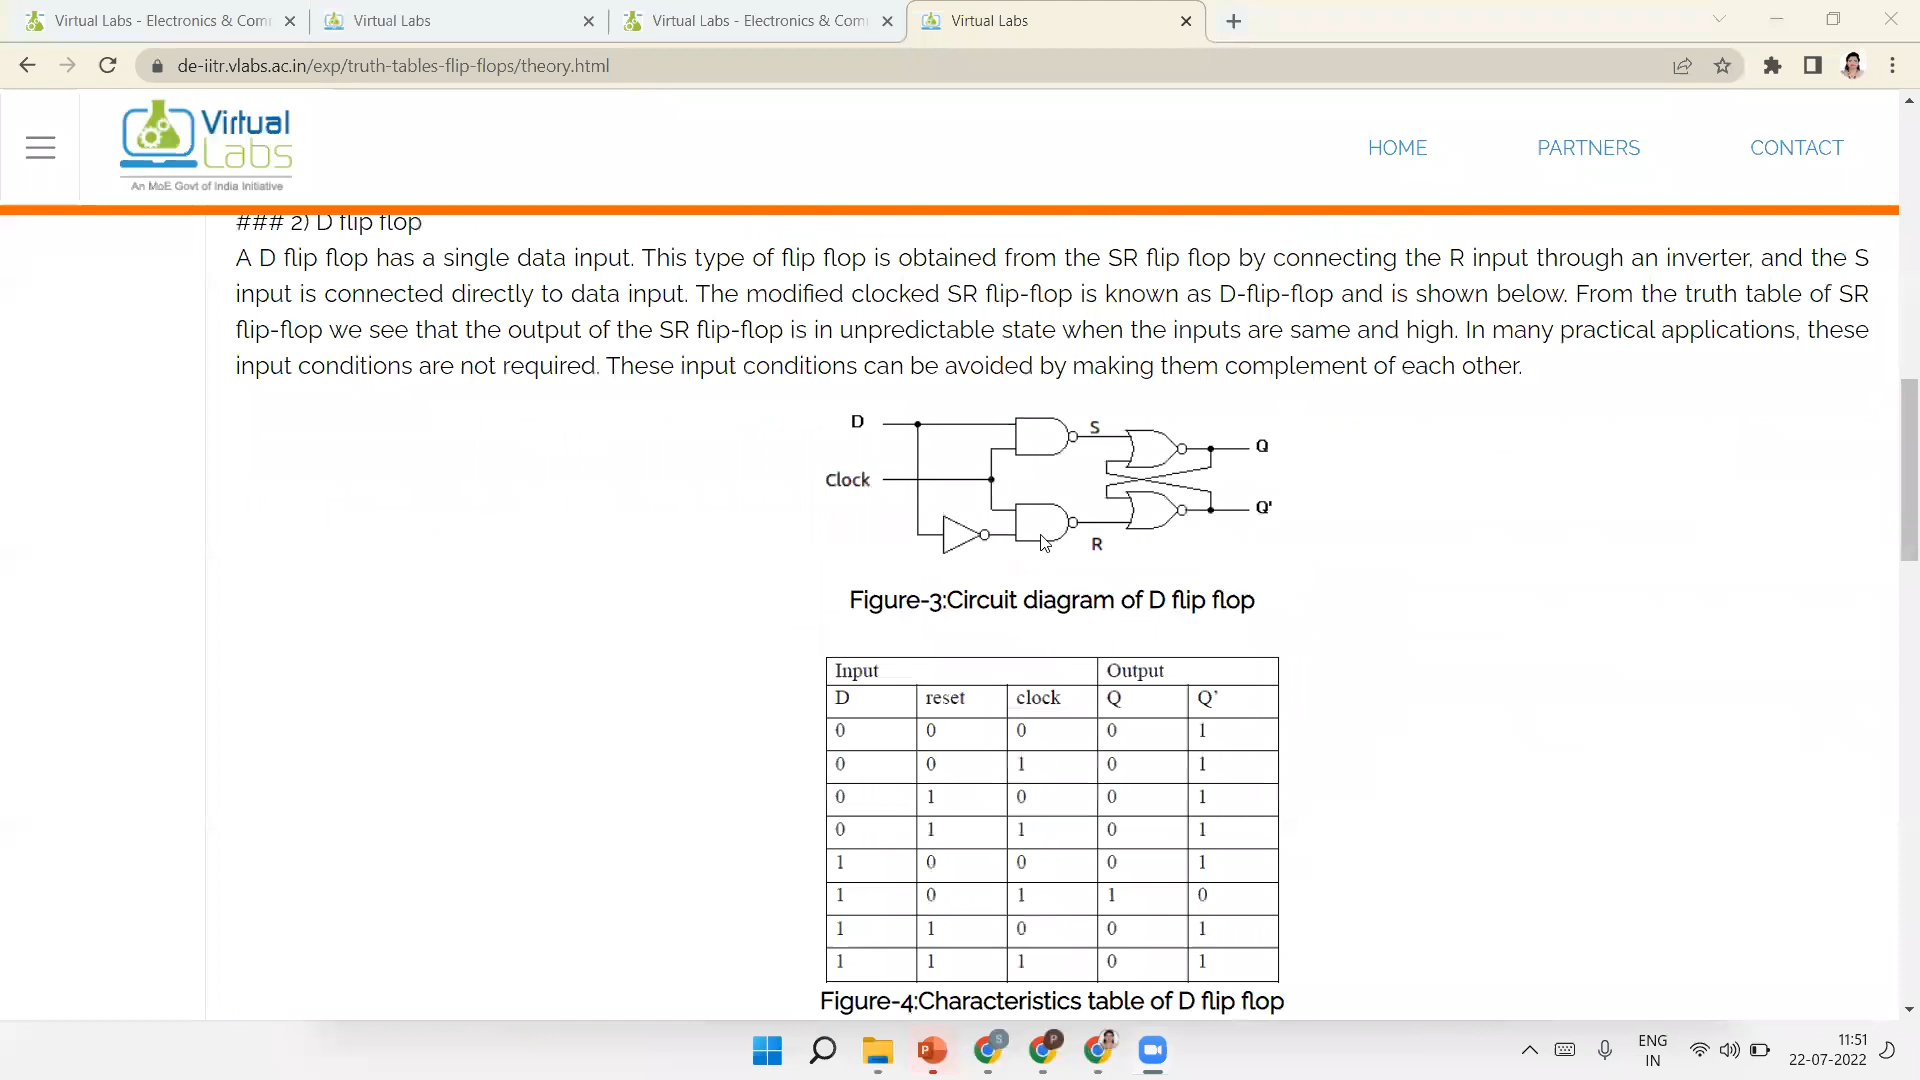 Virtual Labs - Electronics & Com
Virtual Labs
Virtual Labs - Electronics & Com
Virtual Labs
de-iitr.vlabs.ac.in/exp/truth-tables-flip-flops/theory.html
Virtual
Labs
An MoE Govt of India Initiative
HOME
PARTNERS
CONTACT
### 2) D flip flop
A D flip flop has a single data input. This type of flip flop is obtained from the SR flip flop by connecting the R input through an inverter, and the S
input is connected directly to data input. The modified clocked SR flip-flop is known as D-flip-flop and is shown below. From the truth table of SR
flip-flop we see that the output of the SR flip-flop is in unpredictable state when the inputs are same and high. In many practical applications, these
input conditions are not required. These input conditions can be avoided by making them complement of each other.
D
S
Q
Clock
Q'
R
Figure-3:Circuit diagram of D flip flop
Input Output
D reset clock Q Q'
0 0 0 0 1
0 0 1 0 1
0 1 0 0 1
0 1 1 0 1
1 0 0 0 1
1 0 1 1 0
1 1 0 0 1
1 1 1 0 1
Figure-4:Characteristics table of D flip flop
S
P
P
ENG
IN
11:51
22-07-2022